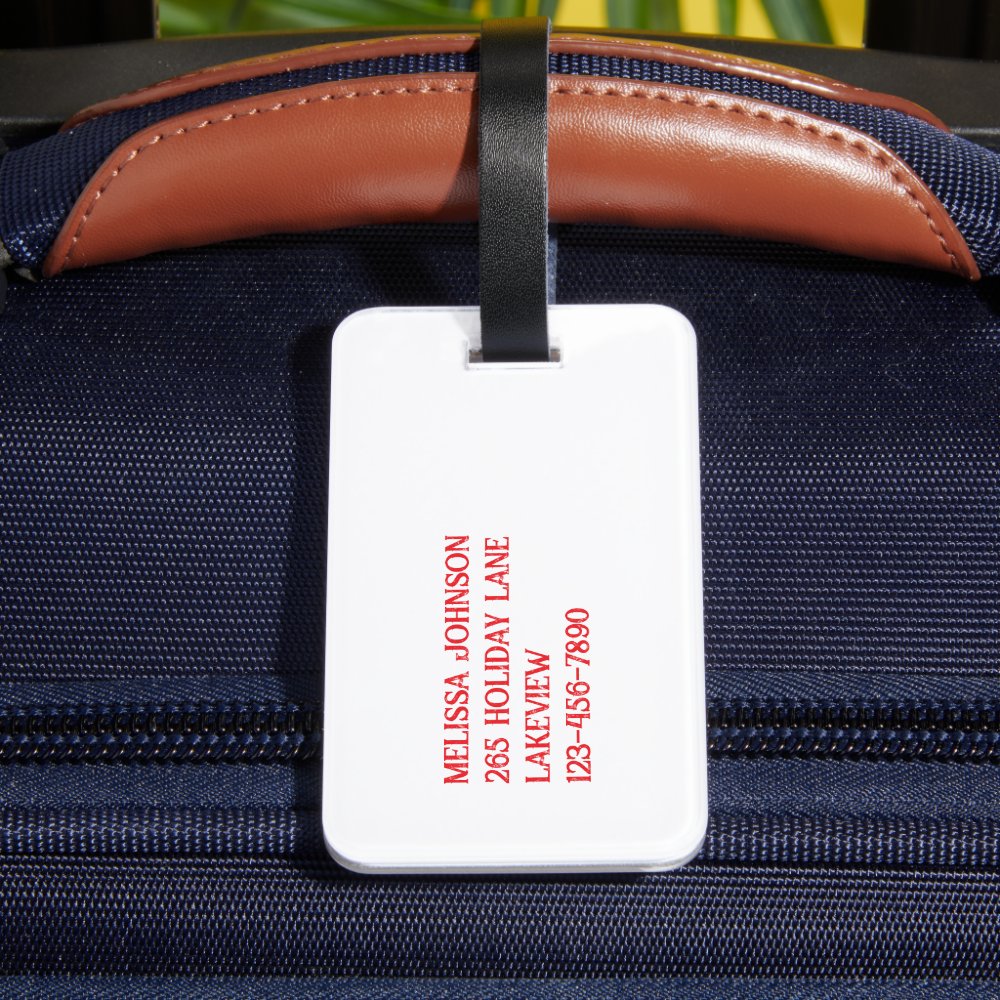 MELISSA JOHNSON
265 HOLIDAY LANE
LAKEVIEW
123-456-7890